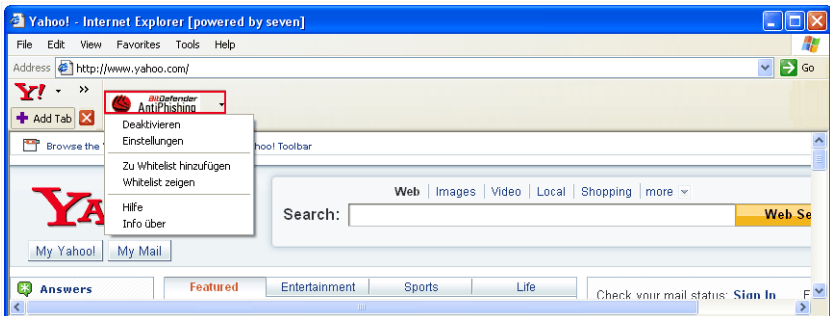 Yahoo! - Internet Explorer [powered by seven]
File Edit View Favorites Tools Help
Address http://www.yahoo.com/ Go
Y! »
BitDefender
AntiPhishing
Add Tab
Deaktivieren
Einstellungen
Zu Whitelist hinzufügen
Whitelist zeigen
Hilfe
Info über
Browse the hoo! Toolbar
Web Images Video Local Shopping more
YA
Search: Web Se
My Yahoo! My Mail
Answers Featured Entertainment Sports Life
Check your mail status: Sign In F